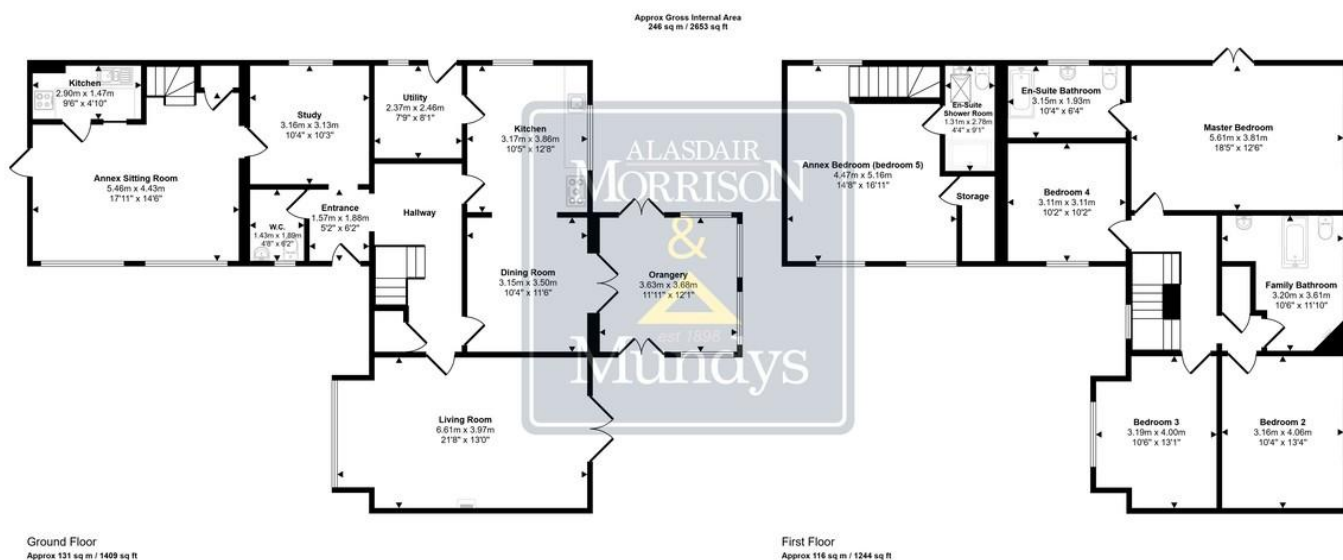 Approx Gross Internal Area
246 sq m / 2653 sq ft
Kitchen
2.90m x 1.47m
9'6" x 4'10"
Study
3.16m x 3.13m
10'4" x 10'3"
Utility
2.37m x 2.46m
7'9" x 8'1"
Kitchen
3.17m x 3.86m
10'5" x 12'8"
Annex Sitting Room
5.46m x 4.43m
17'11" x 14'6"
W.C.
1.43m x 1.89m
4'8" x 6'2"
Entrance
1.57m x 1.88m
5'2" x 6'2"
Hallway
Dining Room
3.15m x 3.50m
10'4" x 11'6"
Orangery
3.63m x 3.68m
11'11" x 12'1"
Living Room
6.61m x 3.97m
21'8" x 13'0"
Ground Floor
Approx 131 sq m / 1409 sq ft
ALASDAIR
MORRISON
&
est 1898
Mundys
En-Suite
Shower Room
1.31m x 2.78m
4'4" x 9'1"
En-Suite Bathroom
3.15m x 1.93m
10'4" x 6'4"
Master Bedroom
5.61m x 3.81m
18'5" x 12'6"
Annex Bedroom (bedroom 5)
4.47m x 5.16m
14'8" x 16'11"
Storage
Bedroom 4
3.11m x 3.11m
10'2" x 10'2"
Family Bathroom
3.20m x 3.61m
10'6" x 11'10"
Bedroom 3
3.19m x 4.00m
10'6" x 13'1"
Bedroom 2
3.16m x 4.06m
10'4" x 13'4"
First Floor
Approx 116 sq m / 1244 sq ft